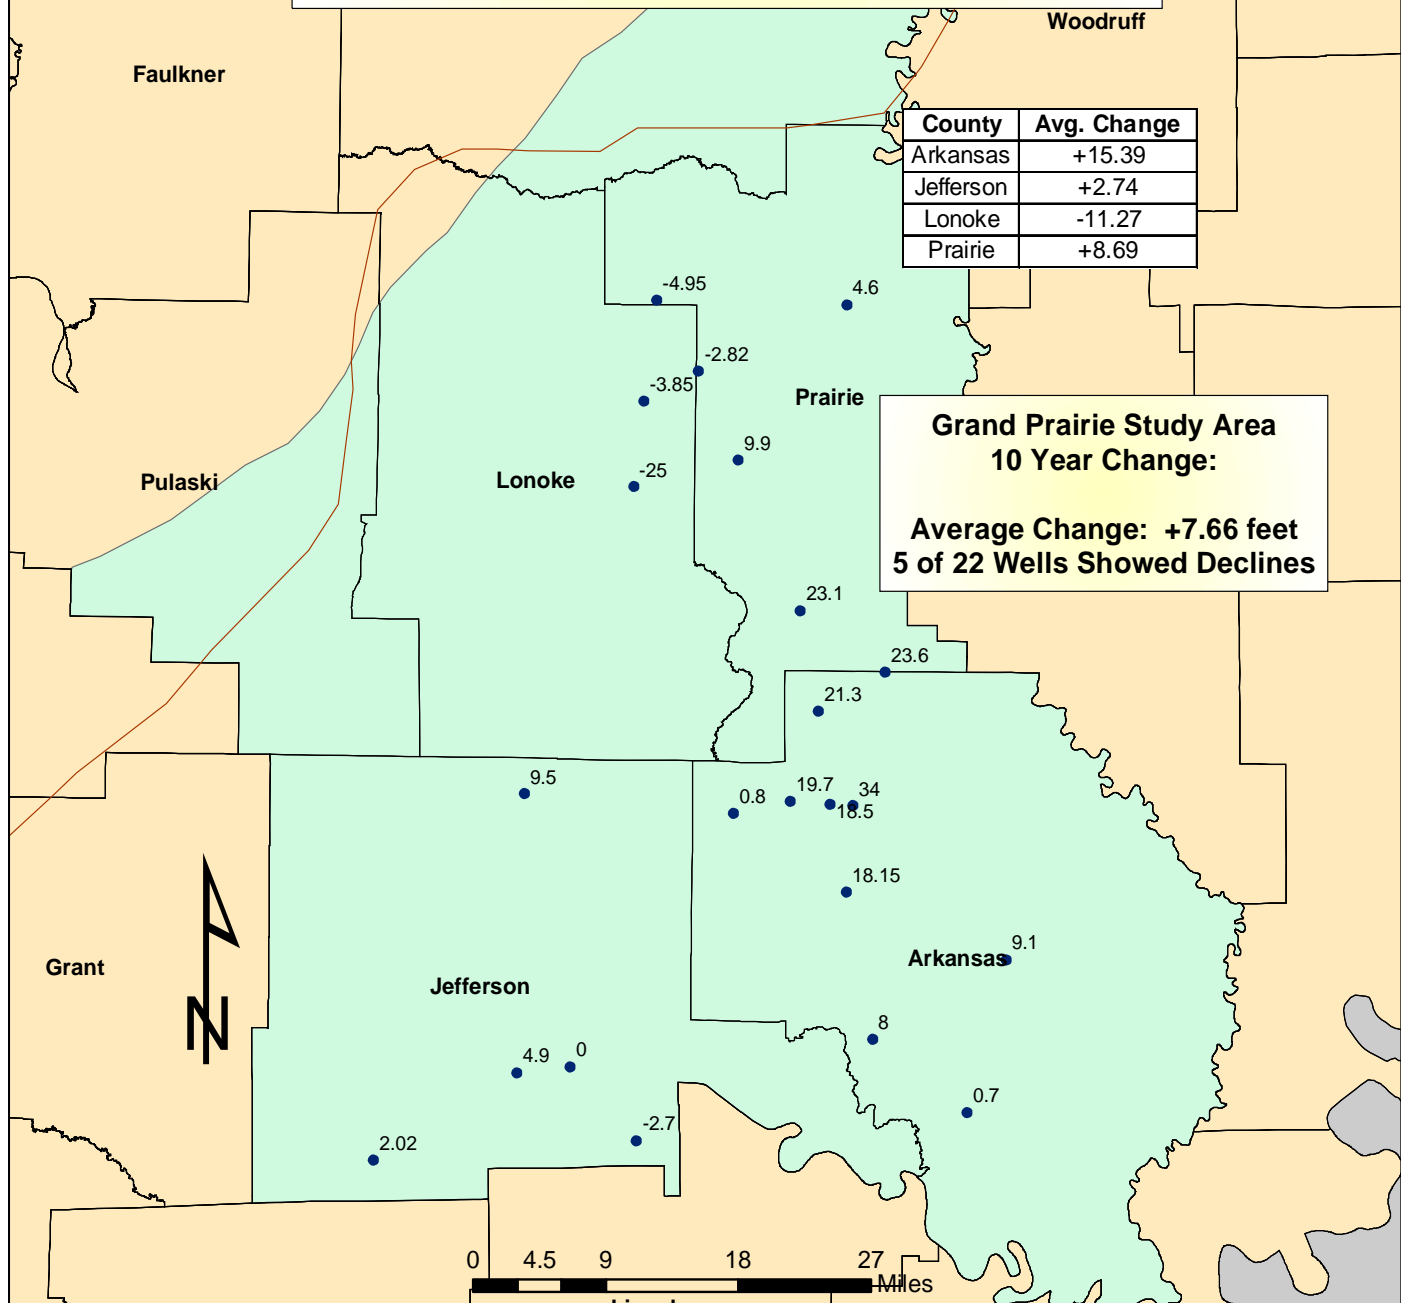 Woodruff
Faulkner
County Avg. Change
Arkansas +15.39
Jefferson +2.74
Lonoke -11.27
Prairie +8.69
-4.95
4.6
-2.82
-3.85
Prairie
Grand Prairie Study Area
10 Year Change:
Average Change: +7.66 feet
5 of 22 Wells Showed Declines
9.9
-25
Pulaski
Lonoke
23.1
23.6
21.3
9.5
0.8
19.7
34
18.5
18.15
9.1
Arkansas
Grant
Jefferson
N
8
4.9
0
0.7
-2.7
2.02
0 4.5 9 18 27
Miles